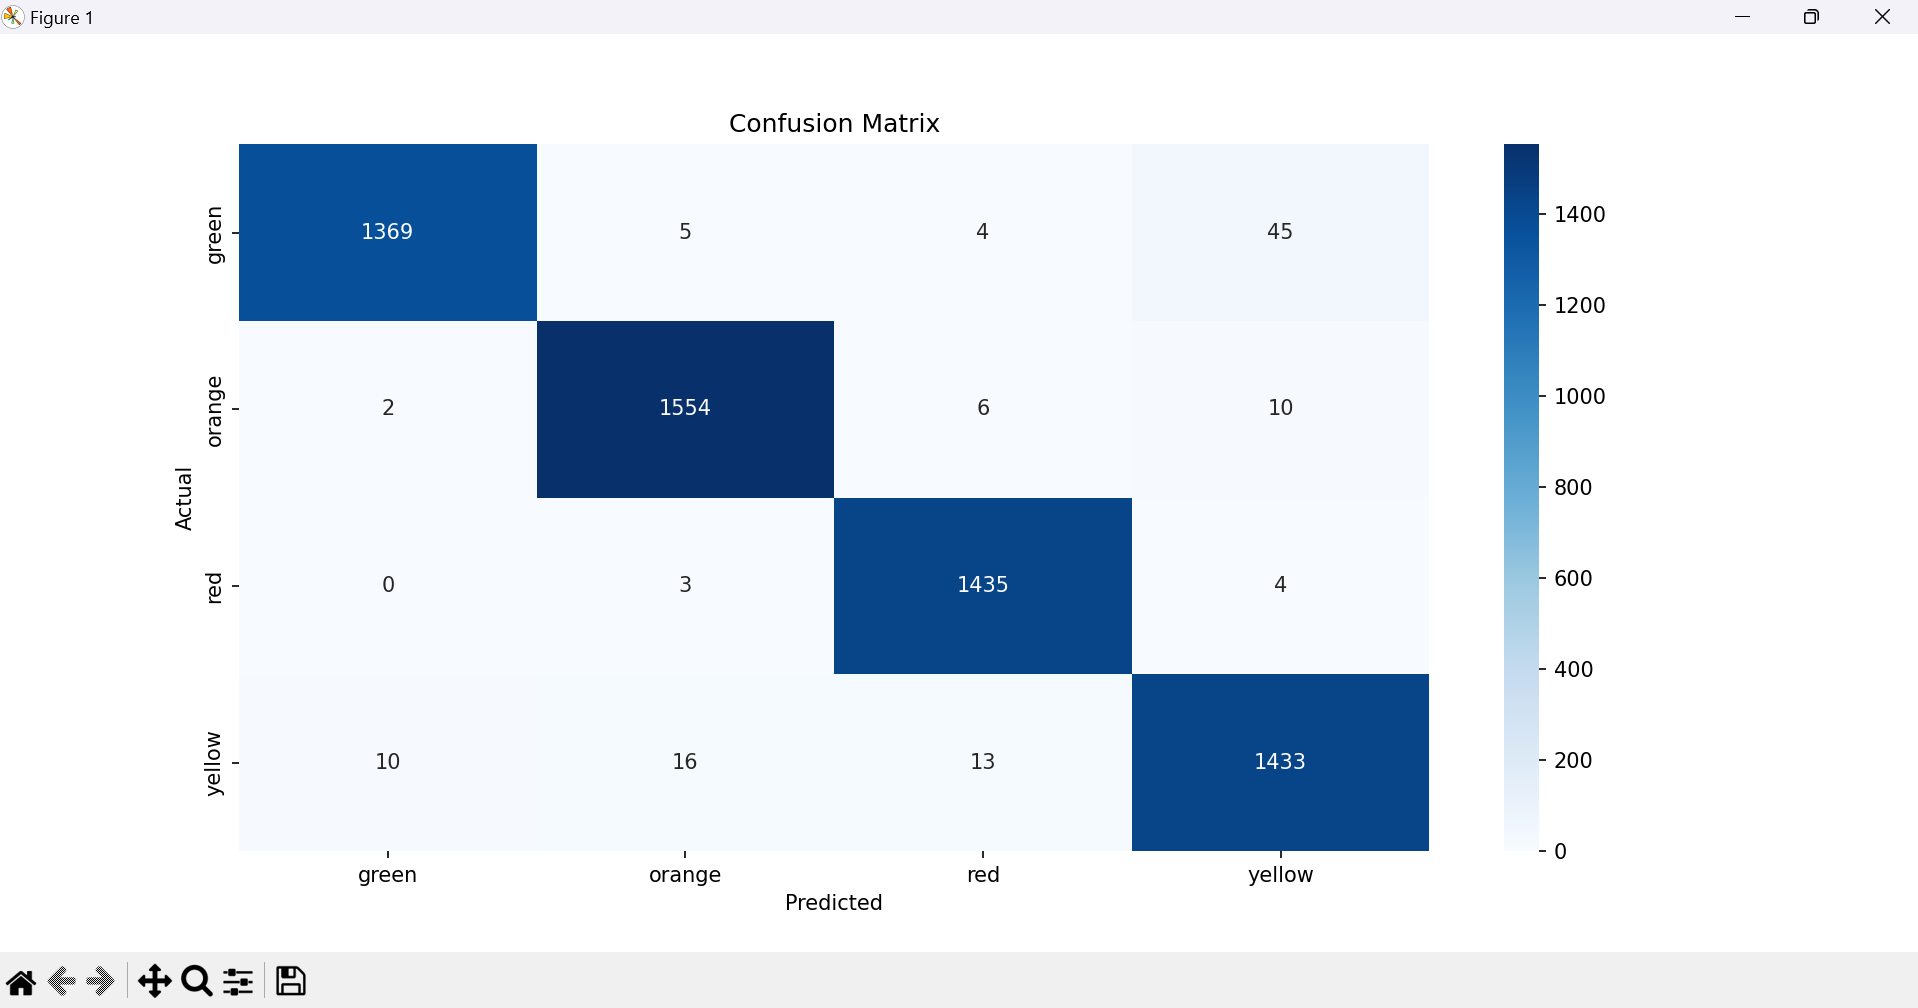 Figure 1
Confusion Matrix
green 1369 5 4 45
orange 2 1554 6 10
red 0 3 1435 4
yellow 10 16 13 1433
Actual
green orange red yellow
Predicted
1400
1200
1000
800
600
400
200
0